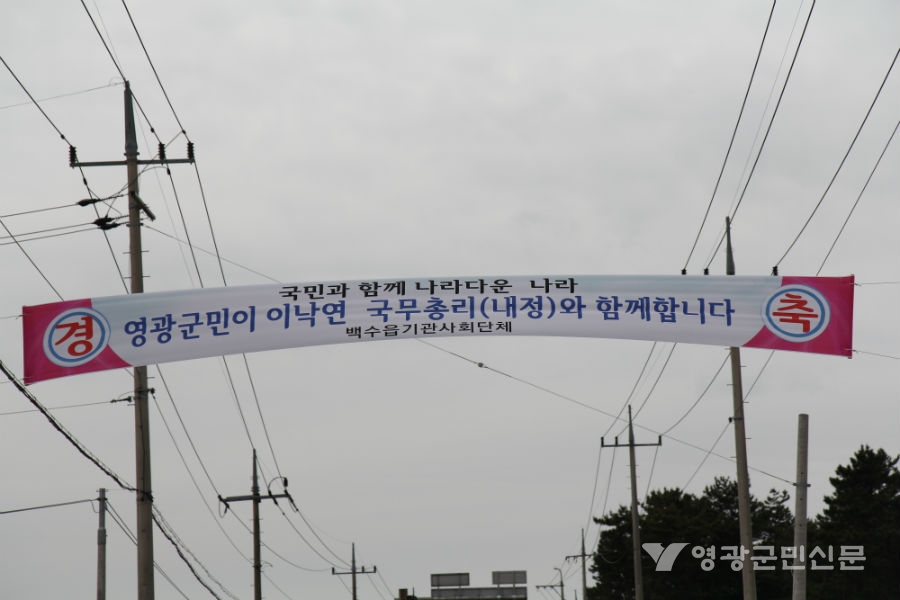 국민과 함께 나라다운 나라
경 영광군민이 이낙연 국무총리(내정)와 함께합니다 축
백수읍기관사회단체
영광군민신문